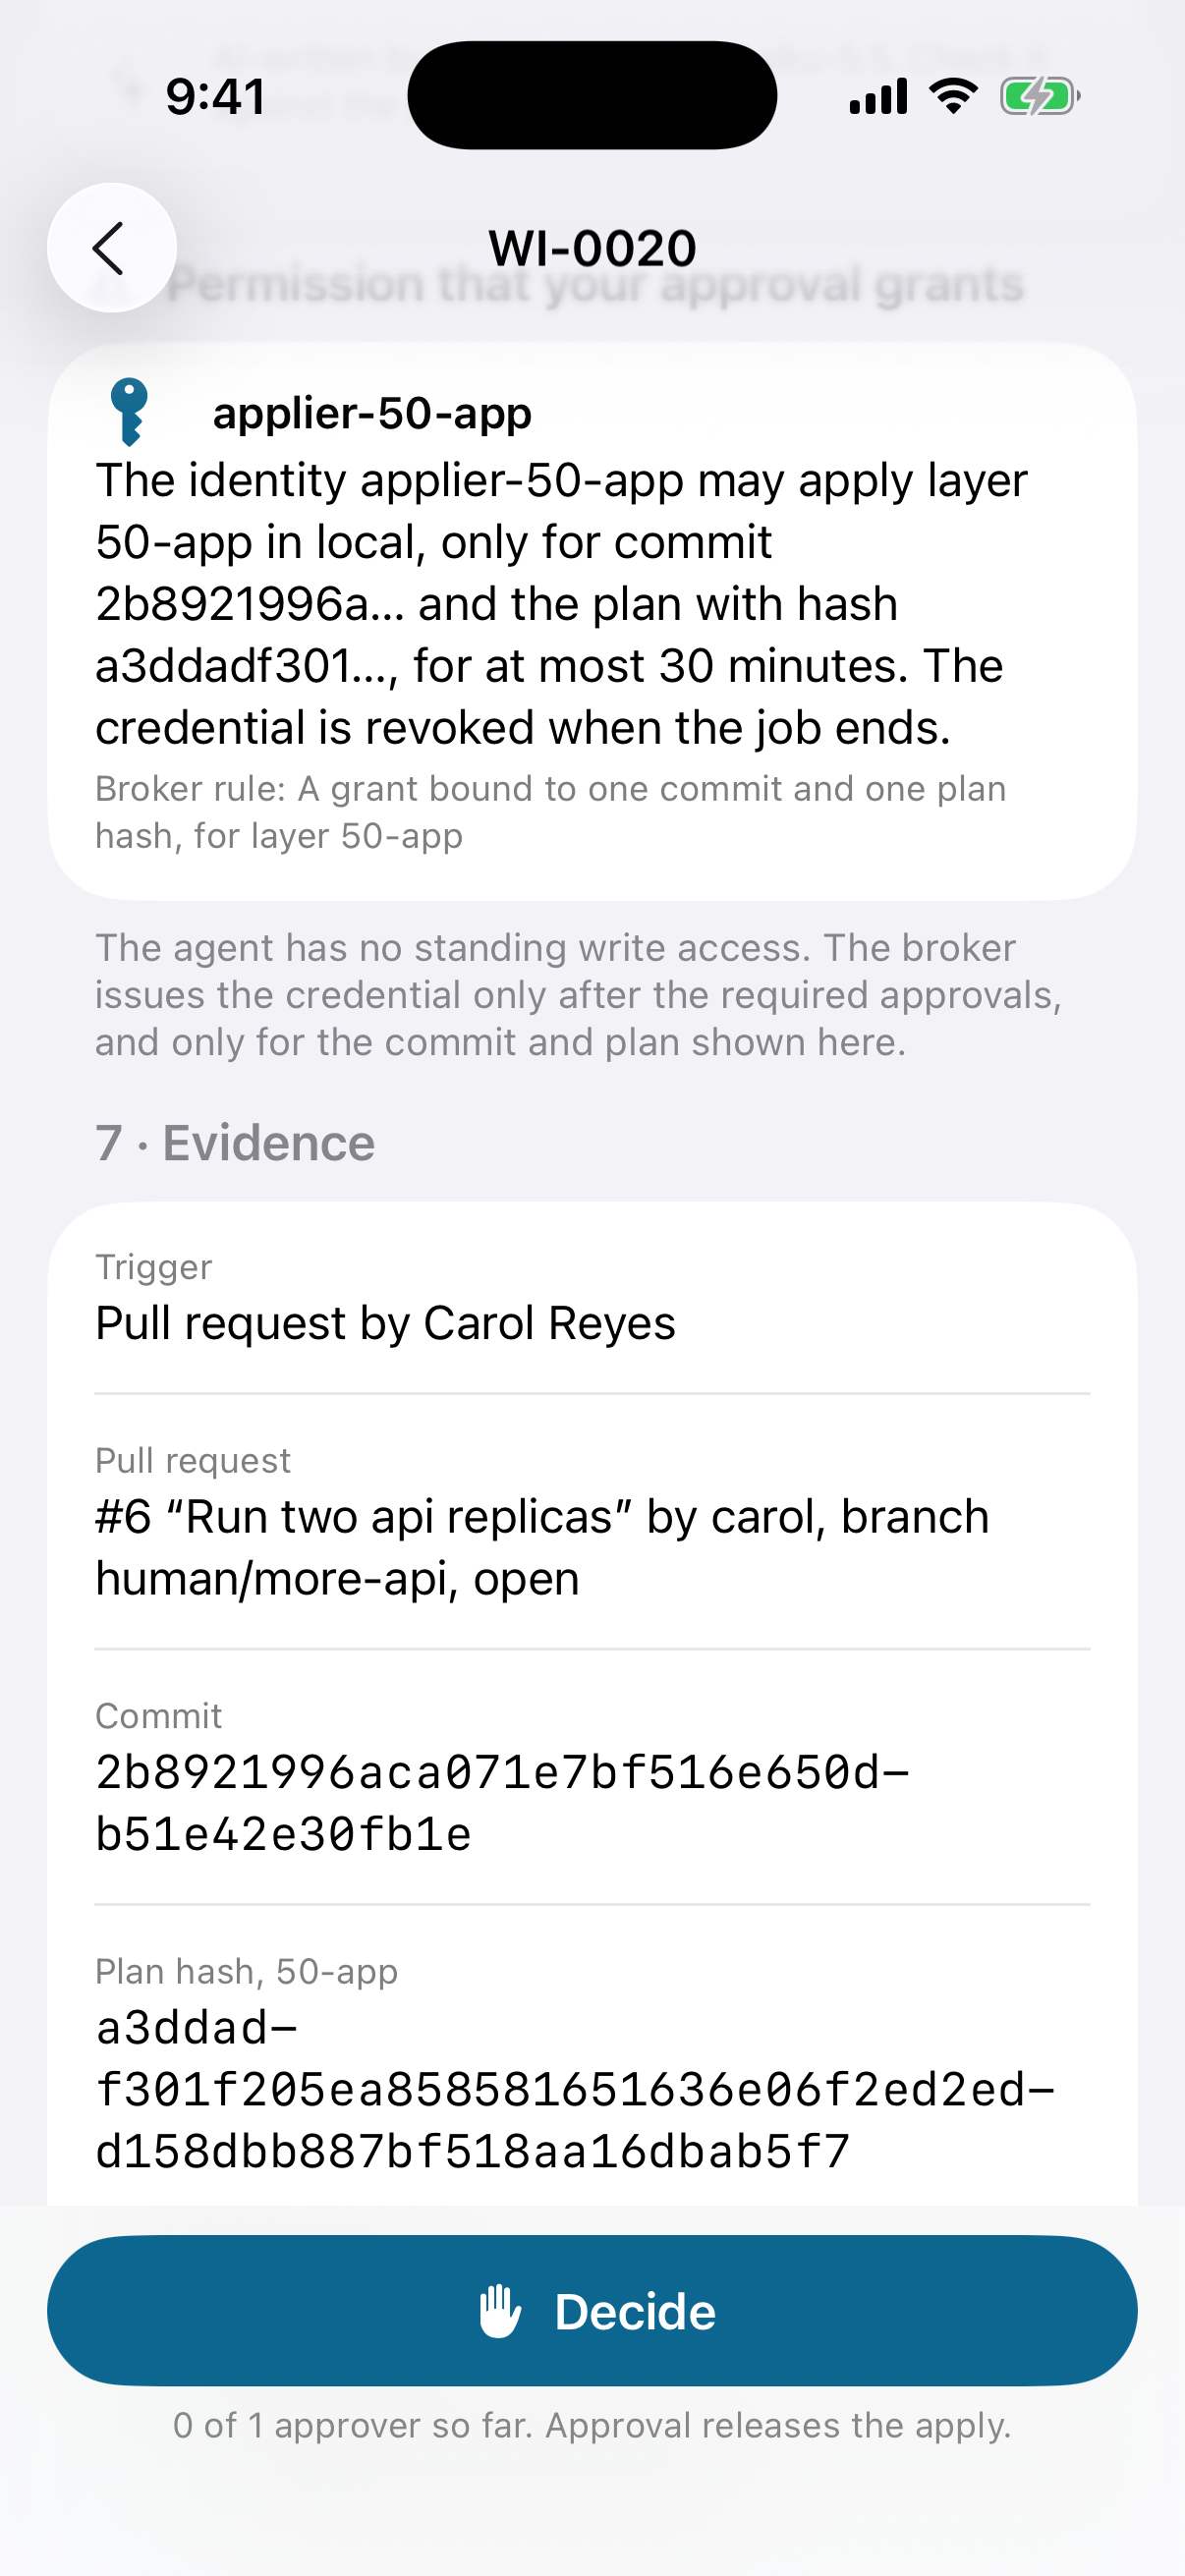 9:41
WI-0020
Permission that your approval grants
applier-50-app
The identity applier-50-app may apply layer
50-app in local, only for commit
2b8921996a... and the plan with hash
a3ddadf301..., for at most 30 minutes. The
credential is revoked when the job ends.
Broker rule: A grant bound to one commit and one plan
hash, for layer 50-app
The agent has no standing write access. The broker
issues the credential only after the required approvals,
and only for the commit and plan shown here.
7 · Evidence
Trigger
Pull request by Carol Reyes
Pull request
#6 “Run two api replicas” by carol, branch
human/more-api, open
Commit
2b8921996aca071e7bf516e650d-
b51e42e30fb1e
Plan hash, 50-app
a3ddad-
f301f205ea858581651636e06f2ed2ed-
d158dbb887bf518aa16dbab5f7
Decide
0 of 1 approver so far. Approval releases the apply.